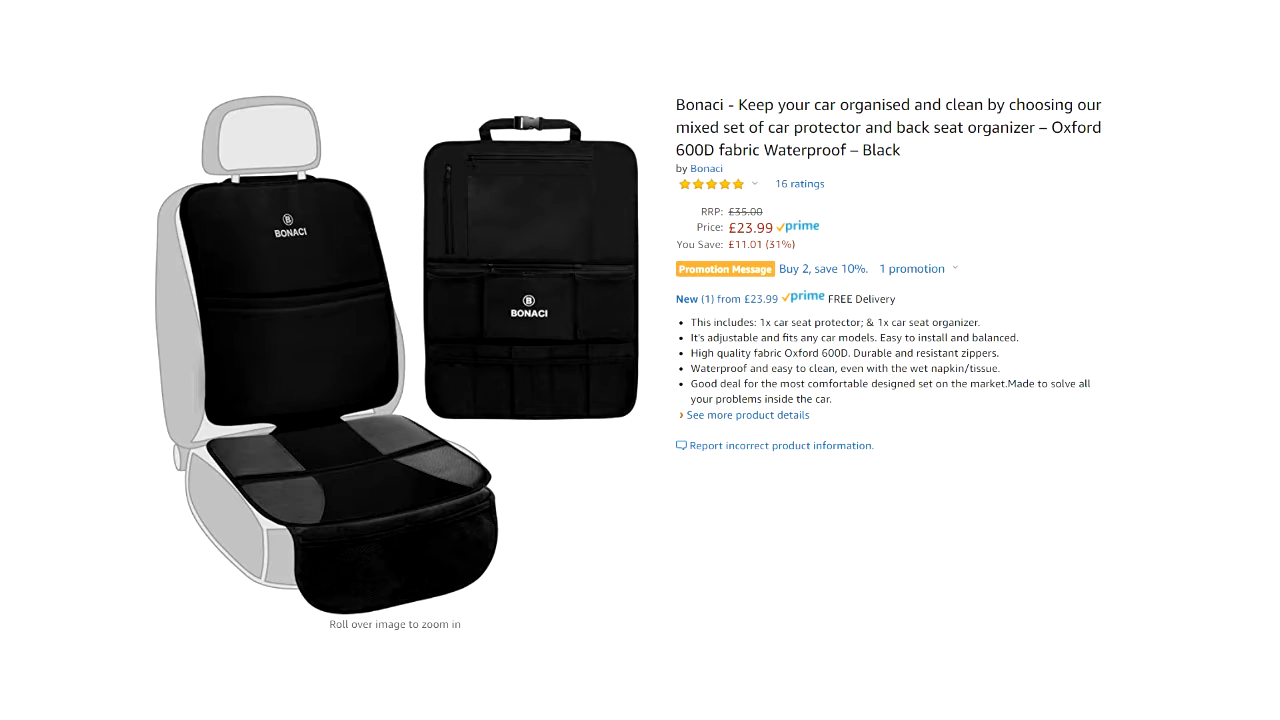 BONACI
BONACI
Roll over image to zoom in
Bonaci - Keep your car organised and clean by choosing our
mixed set of car protector and back seat organizer – Oxford
600D fabric Waterproof – Black
by Bonaci
16 ratings
RRP: £35.00
Price: £23.99 prime
You Save: £11.01 (31%)
Promotion Message Buy 2, save 10%. 1 promotion
New (1) from £23.99 prime FREE Delivery
• This includes: 1x car seat protector; & 1x car seat organizer.
• It's adjustable and fits any car models. Easy to install and balanced.
• High quality fabric Oxford 600D. Durable and resistant zippers.
• Waterproof and easy to clean, even with the wet napkin/tissue.
• Good deal for the most comfortable designed set on the market.Made to solve all
your problems inside the car.
› See more product details
Report incorrect product information.